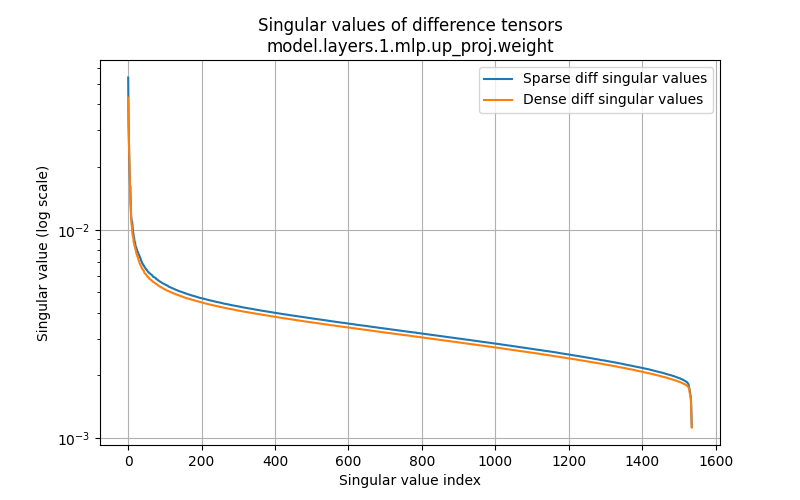 Singular values of difference tensors
model.layers.1.mlp.up_proj.weight
Sparse diff singular values
Dense diff singular values
Singular value (log scale)
10⁻²
10⁻³
0 200 400 600 800 1000 1200 1400 1600
Singular value index